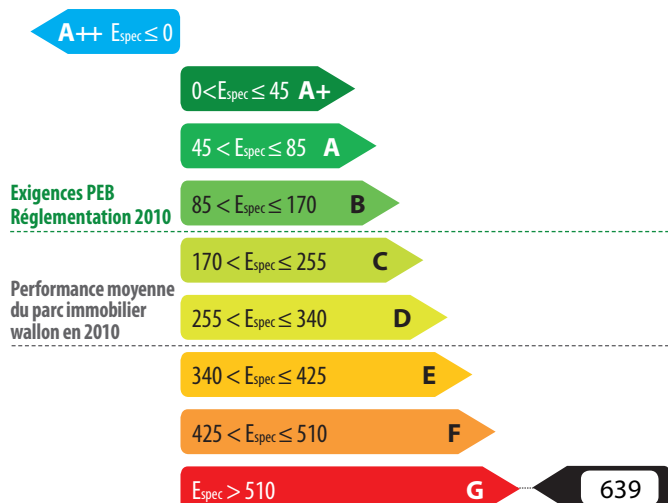 A++ Espec ≤ 0
0<Espec ≤ 45 A+
45 < Espec ≤ 85 A
Exigences PEB
Réglementation 2010
85 < Espec ≤ 170 B
170 < Espec ≤ 255 C
Performance moyenne
du parc immobilier
wallon en 2010
255 < Espec ≤ 340 D
340 < Espec ≤ 425 E
425 < Espec ≤ 510 F
Espec > 510 G
639